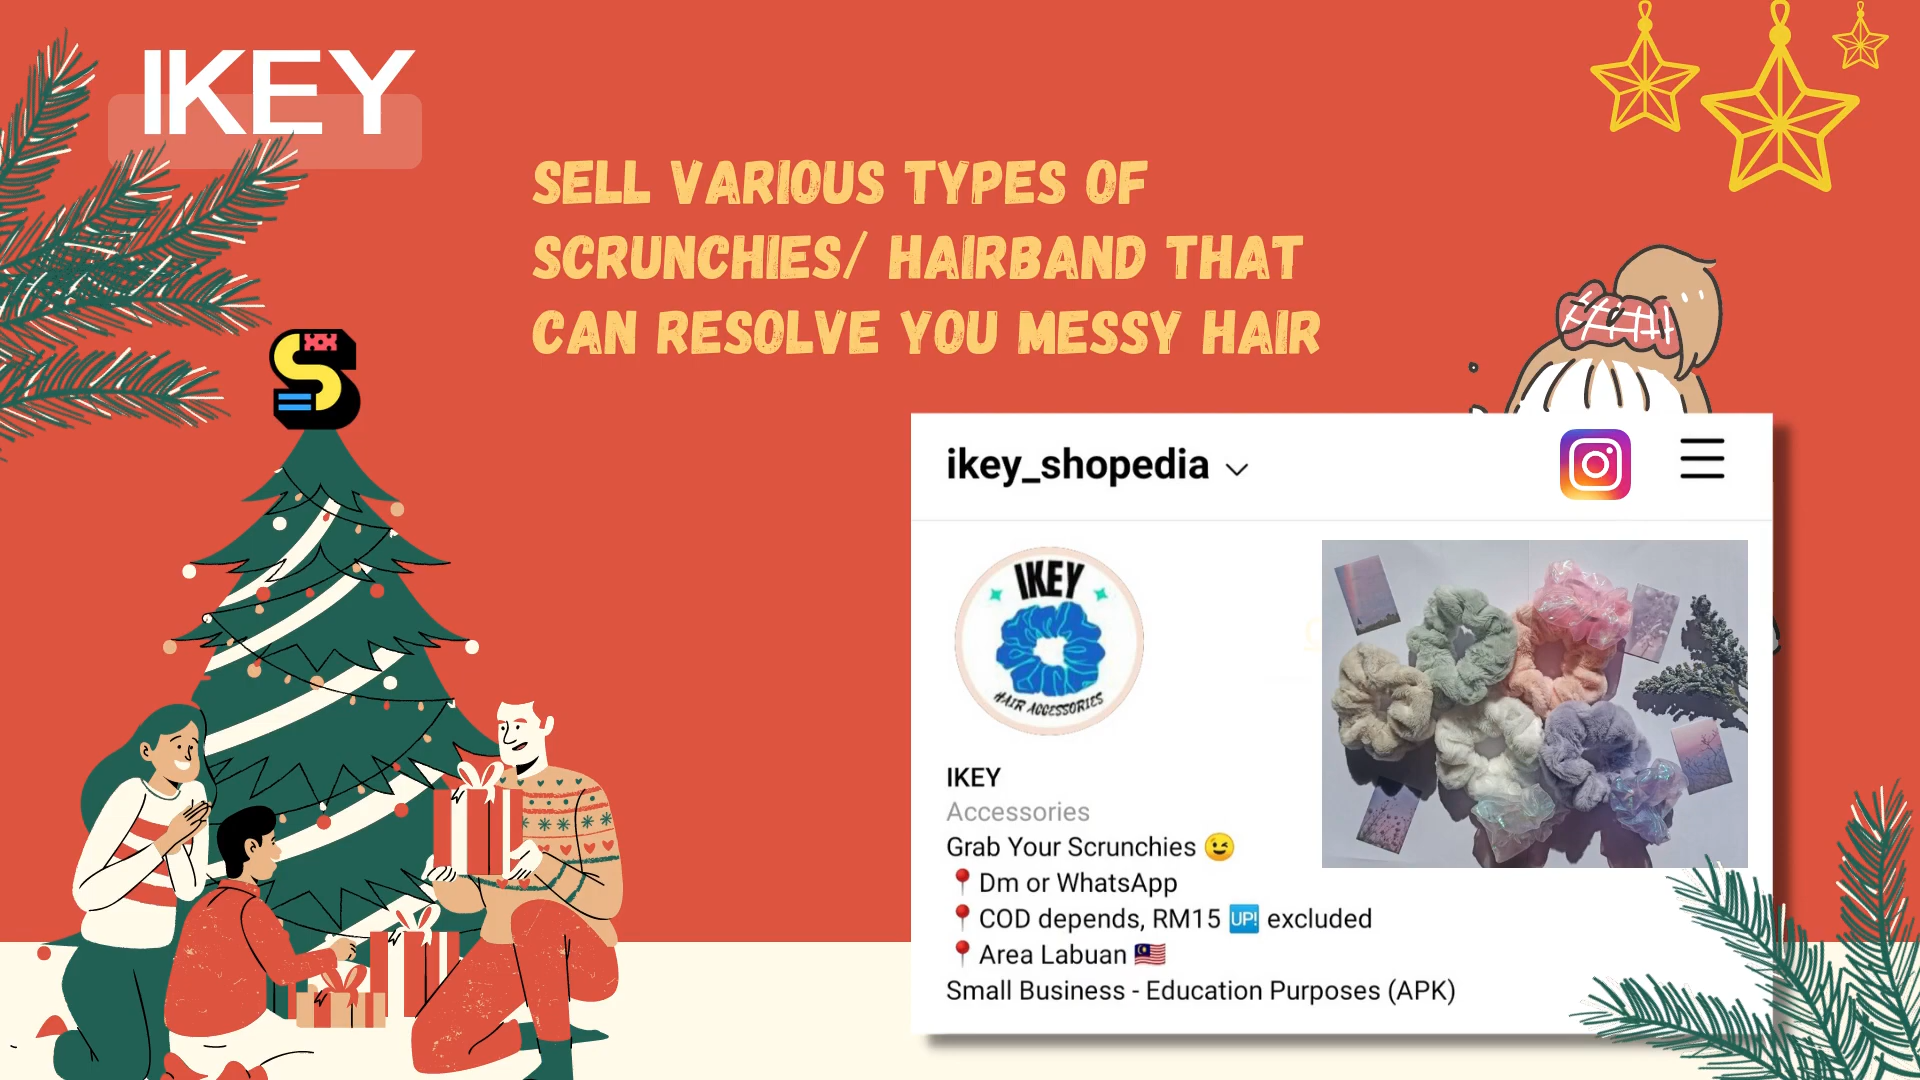 IKEY
SELL VARIOUS TYPES OF
SCRUNCHIES/ HAIRBAND THAT
CAN RESOLVE YOU MESSY HAIR
S
ikey_shopedia
IKEY
HAIR ACCESSORIES
IKEY
Accessories
Grab Your Scrunchies 😉
📍Dm or WhatsApp
📍COD depends, RM15 🆙 excluded
📍Area Labuan 🇲🇾
Small Business - Education Purposes (APK)